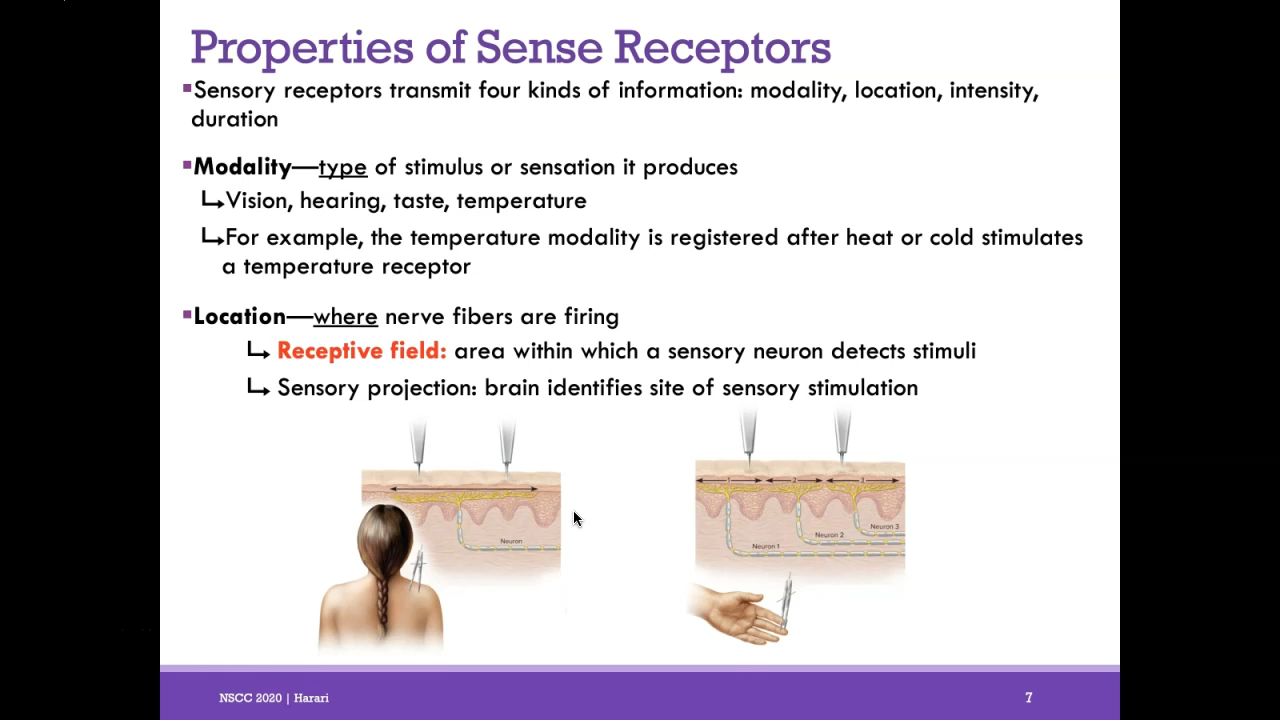 Properties of Sense Receptors
▪Sensory receptors transmit four kinds of information: modality, location, intensity,
duration
▪Modality—type of stimulus or sensation it produces
↳Vision, hearing, taste, temperature
↳For example, the temperature modality is registered after heat or cold stimulates
a temperature receptor
▪Location—where nerve fibers are firing
↳ Receptive field: area within which a sensory neuron detects stimuli
↳ Sensory projection: brain identifies site of sensory stimulation
Neuron
1 2 3
Neuron 3
Neuron 2
Neuron 1
NSCC 2020 | Harari
7